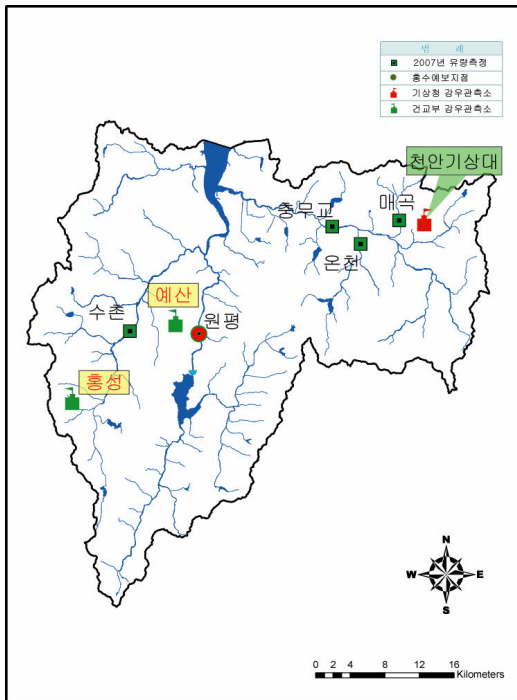 범 례
2007년 유량측정
홍수예보지점
기상청 강우관측소
건교부 강우관측소
천안기상대
매곡
충무교
온천
예산
수촌
원평
홍성
N
W E
S
0 2 4 8 12 16
Kilometers